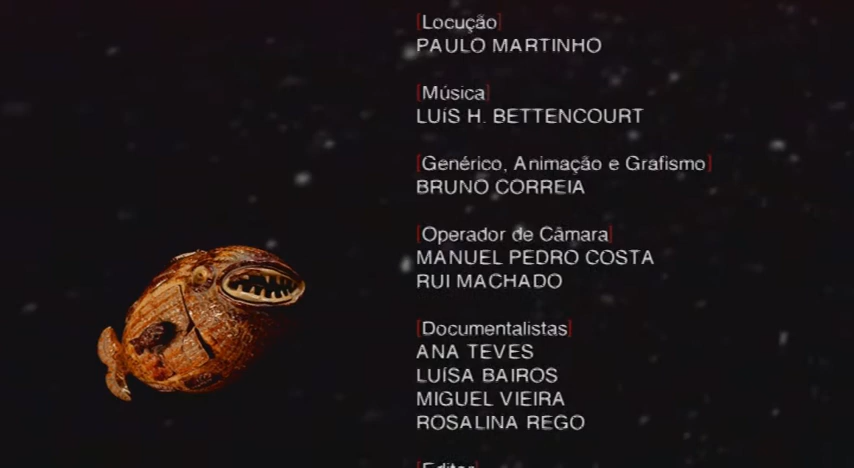 [Locução]
PAULO MARTINHO
[Música]
LUíS H. BETTENCOURT
[Genérico, Animação e Grafismo]
BRUNO CORREIA
[Operador de Câmara]
MANUEL PEDRO COSTA
RUI MACHADO
[Documentalistas]
ANA TEVES
LUíSA BAIROS
MIGUEL VIEIRA
ROSALINA REGO
[Editor]